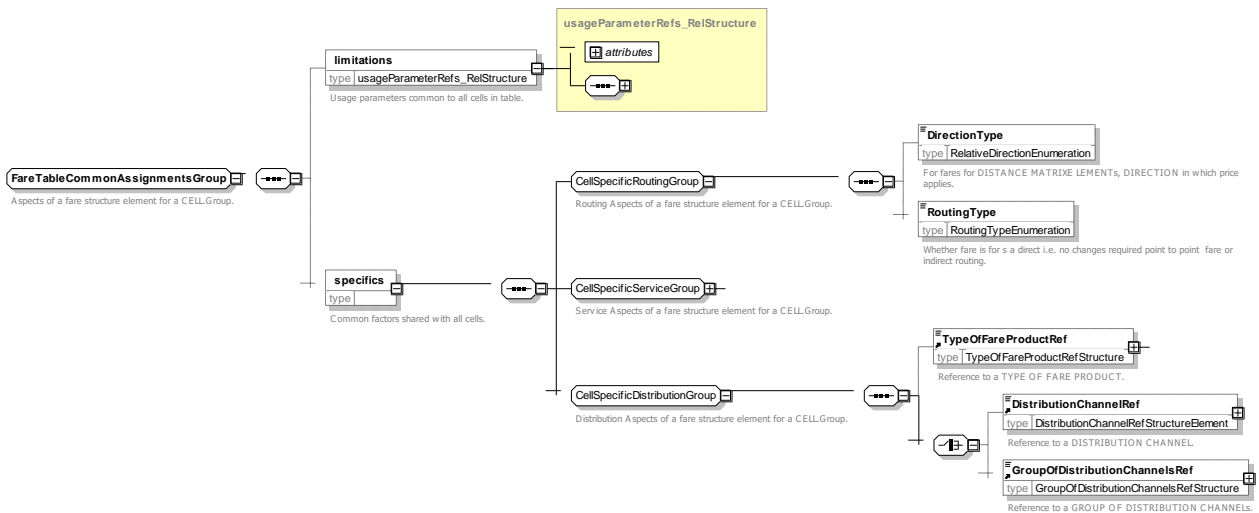 usageParameterRefs_RelStructure
attributes
limitations
type usageParameterRefs_RelStructure
Usage parameters common to all cells in table.
FareTableCommonAssignmentsGroup
Aspects of a fare structure element for a CELL.Group.
DirectionType
type RelativeDirectionEnumeration
For fares for DISTANCE MATRIXE LEMENTs, DIRECTION in which price
applies.
CellSpecificRoutingGroup
Routing Aspects of a fare structure element for a CELL.Group.
RoutingType
type RoutingTypeEnumeration
Whether fare is for s a direct i.e. no changes required point to point fare or
indirect routing.
specifics
type
Common factors shared with all cells.
CellSpecificServiceGroup
Service Aspects of a fare structure element for a CELL.Group.
TypeOfFareProductRef
type TypeOfFareProductRefStructure
Reference to a TYPE OF FARE PRODUCT.
CellSpecificDistributionGroup
Distribution Aspects of a fare structure element for a CELL.Group.
DistributionChannelRef
type DistributionChannelRefStructureElement
Reference to a DISTRIBUTION CHANNEL.
GroupOfDistributionChannelsRef
type GroupOfDistributionChannelsRefStructure
Reference to a GROUP OF DISTRIBUTION CHANNELs.